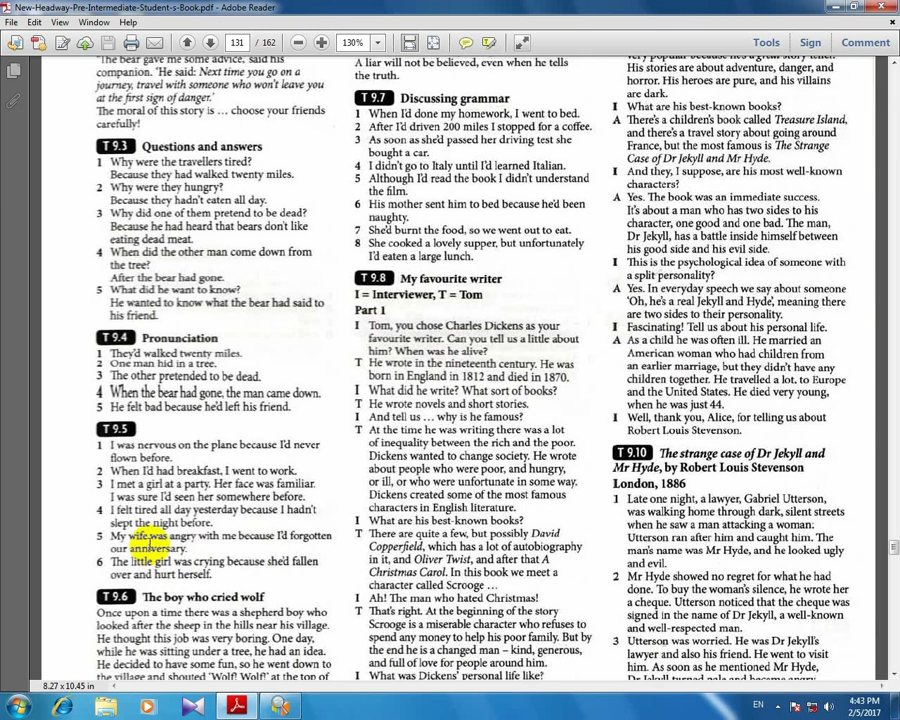 New-Headway-Pre-Intermediate-Student-s-Book.pdf - Adobe Reader
File Edit View Window Help
131 / 162 130% Tools Sign Comment
The bear gave me some advice, said his
companion. 'He said: Next time you go on a
journey, travel with someone who won't leave you
at the first sign of danger.'
The moral of this story is … choose your friends
carefully!
T 9.3 Questions and answers
1 Why were the travellers tired?
Because they had walked twenty miles.
2 Why were they hungry?
Because they hadn't eaten all day.
3 Why did one of them pretend to be dead?
Because he had heard that bears don't like
eating dead meat.
4 When did the other man come down from
the tree?
After the bear had gone.
5 What did he want to know?
He wanted to know what the bear had said to
his friend.
T 9.4 Pronunciation
1 They'd walked twenty miles.
2 One man hid in a tree.
3 The other pretended to be dead.
4 When the bear had gone, the man came down.
5 He felt bad because he'd left his friend.
T 9.5
1 I was nervous on the plane because I'd never
flown before.
2 When I'd had breakfast, I went to work.
3 I met a girl at a party. Her face was familiar.
I was sure I'd seen her somewhere before.
4 I felt tired all day yesterday because I hadn't
slept the night before.
5 My wife was angry with me because I'd forgotten
our anniversary.
6 The little girl was crying because she'd fallen
over and hurt herself.
T 9.6 The boy who cried wolf
Once upon a time there was a shepherd boy who
looked after the sheep in the hills near his village.
He thought this job was very boring. One day,
while he was sitting under a tree, he had an idea.
He decided to have some fun, so he went down to
the village and shouted 'Wolf! Wolf!' at the top of
A liar will not be believed, even when he tells
the truth.
T 9.7 Discussing grammar
1 When I'd done my homework, I went to bed.
2 After I'd driven 200 miles I stopped for a coffee.
3 As soon as she'd passed her driving test she
bought a car.
4 I didn't go to Italy until I'd learned Italian.
5 Although I'd read the book I didn't understand
the film.
6 His mother sent him to bed because he'd been
naughty.
7 She'd burnt the food, so we went out to eat.
8 She cooked a lovely supper, but unfortunately
I'd eaten a large lunch.
T 9.8 My favourite writer
I = Interviewer, T = Tom
Part 1
I Tom, you chose Charles Dickens as your
favourite writer. Can you tell us a little about
him? When was he alive?
T He wrote in the nineteenth century. He was
born in England in 1812 and died in 1870.
I What did he write? What sort of books?
T He wrote novels and short stories.
I And tell us … why is he famous?
T At the time he was writing there was a lot
of inequality between the rich and the poor.
Dickens wanted to change society. He wrote
about people who were poor, and hungry,
or ill, or who were unfortunate in some way.
Dickens created some of the most famous
characters in English literature.
I What are his best-known books?
T There are quite a few, but possibly David
Copperfield, which has a lot of autobiography
in it, and Oliver Twist, and after that A
Christmas Carol. In this book we meet a
character called Scrooge …
I Ah! The man who hated Christmas!
T That's right. At the beginning of the story
Scrooge is a miserable character who refuses to
spend any money to help his poor family. But by
the end he is a changed man – kind, generous,
and full of love for people around him.
I What was Dickens' personal life like?
very popular because he's a great story teller.
His stories are about adventure, danger, and
horror. His heroes are pure, and his villains
are dark.
I What are his best-known books?
A There's a children's book called Treasure Island,
and there's a travel story about going around
France, but the most famous is The Strange
Case of Dr Jekyll and Mr Hyde.
I And they, I suppose, are his most well-known
characters?
A Yes. The book was an immediate success.
It's about a man who has two sides to his
character, one good and one bad. The man,
Dr Jekyll, has a battle inside himself between
his good side and his evil side.
I This is the psychological idea of someone with
a split personality?
A Yes. In everyday speech we say about someone
'Oh, he's a real Jekyll and Hyde', meaning there
are two sides to their personality.
I Fascinating! Tell us about his personal life.
A As a child he was often ill. He married an
American woman who had children from
an earlier marriage, but they didn't have any
children together. He travelled a lot, to Europe
and the United States. He died very young,
when he was just 44.
I Well, thank you, Alice, for telling us about
Robert Louis Stevenson.
T 9.10 The strange case of Dr Jekyll and
Mr Hyde, by Robert Louis Stevenson
London, 1886
1 Late one night, a lawyer, Gabriel Utterson,
was walking home through dark, silent streets
when he saw a man attacking a woman.
Utterson ran after him and caught him. The
man's name was Mr Hyde, and he looked ugly
and evil.
2 Mr Hyde showed no regret for what he had
done. To buy the woman's silence, he wrote her
a cheque. Utterson noticed that the cheque was
signed in the name of Dr Jekyll, a well-known
and well-respected man.
3 Utterson was worried. He was Dr Jekyll's
lawyer and also his friend. He went to visit
him. As soon as he mentioned Mr Hyde,
Dr Jekyll turned pale and became angry.
8.27 x 10.45 in
EN 4:43 PM
2/5/2017